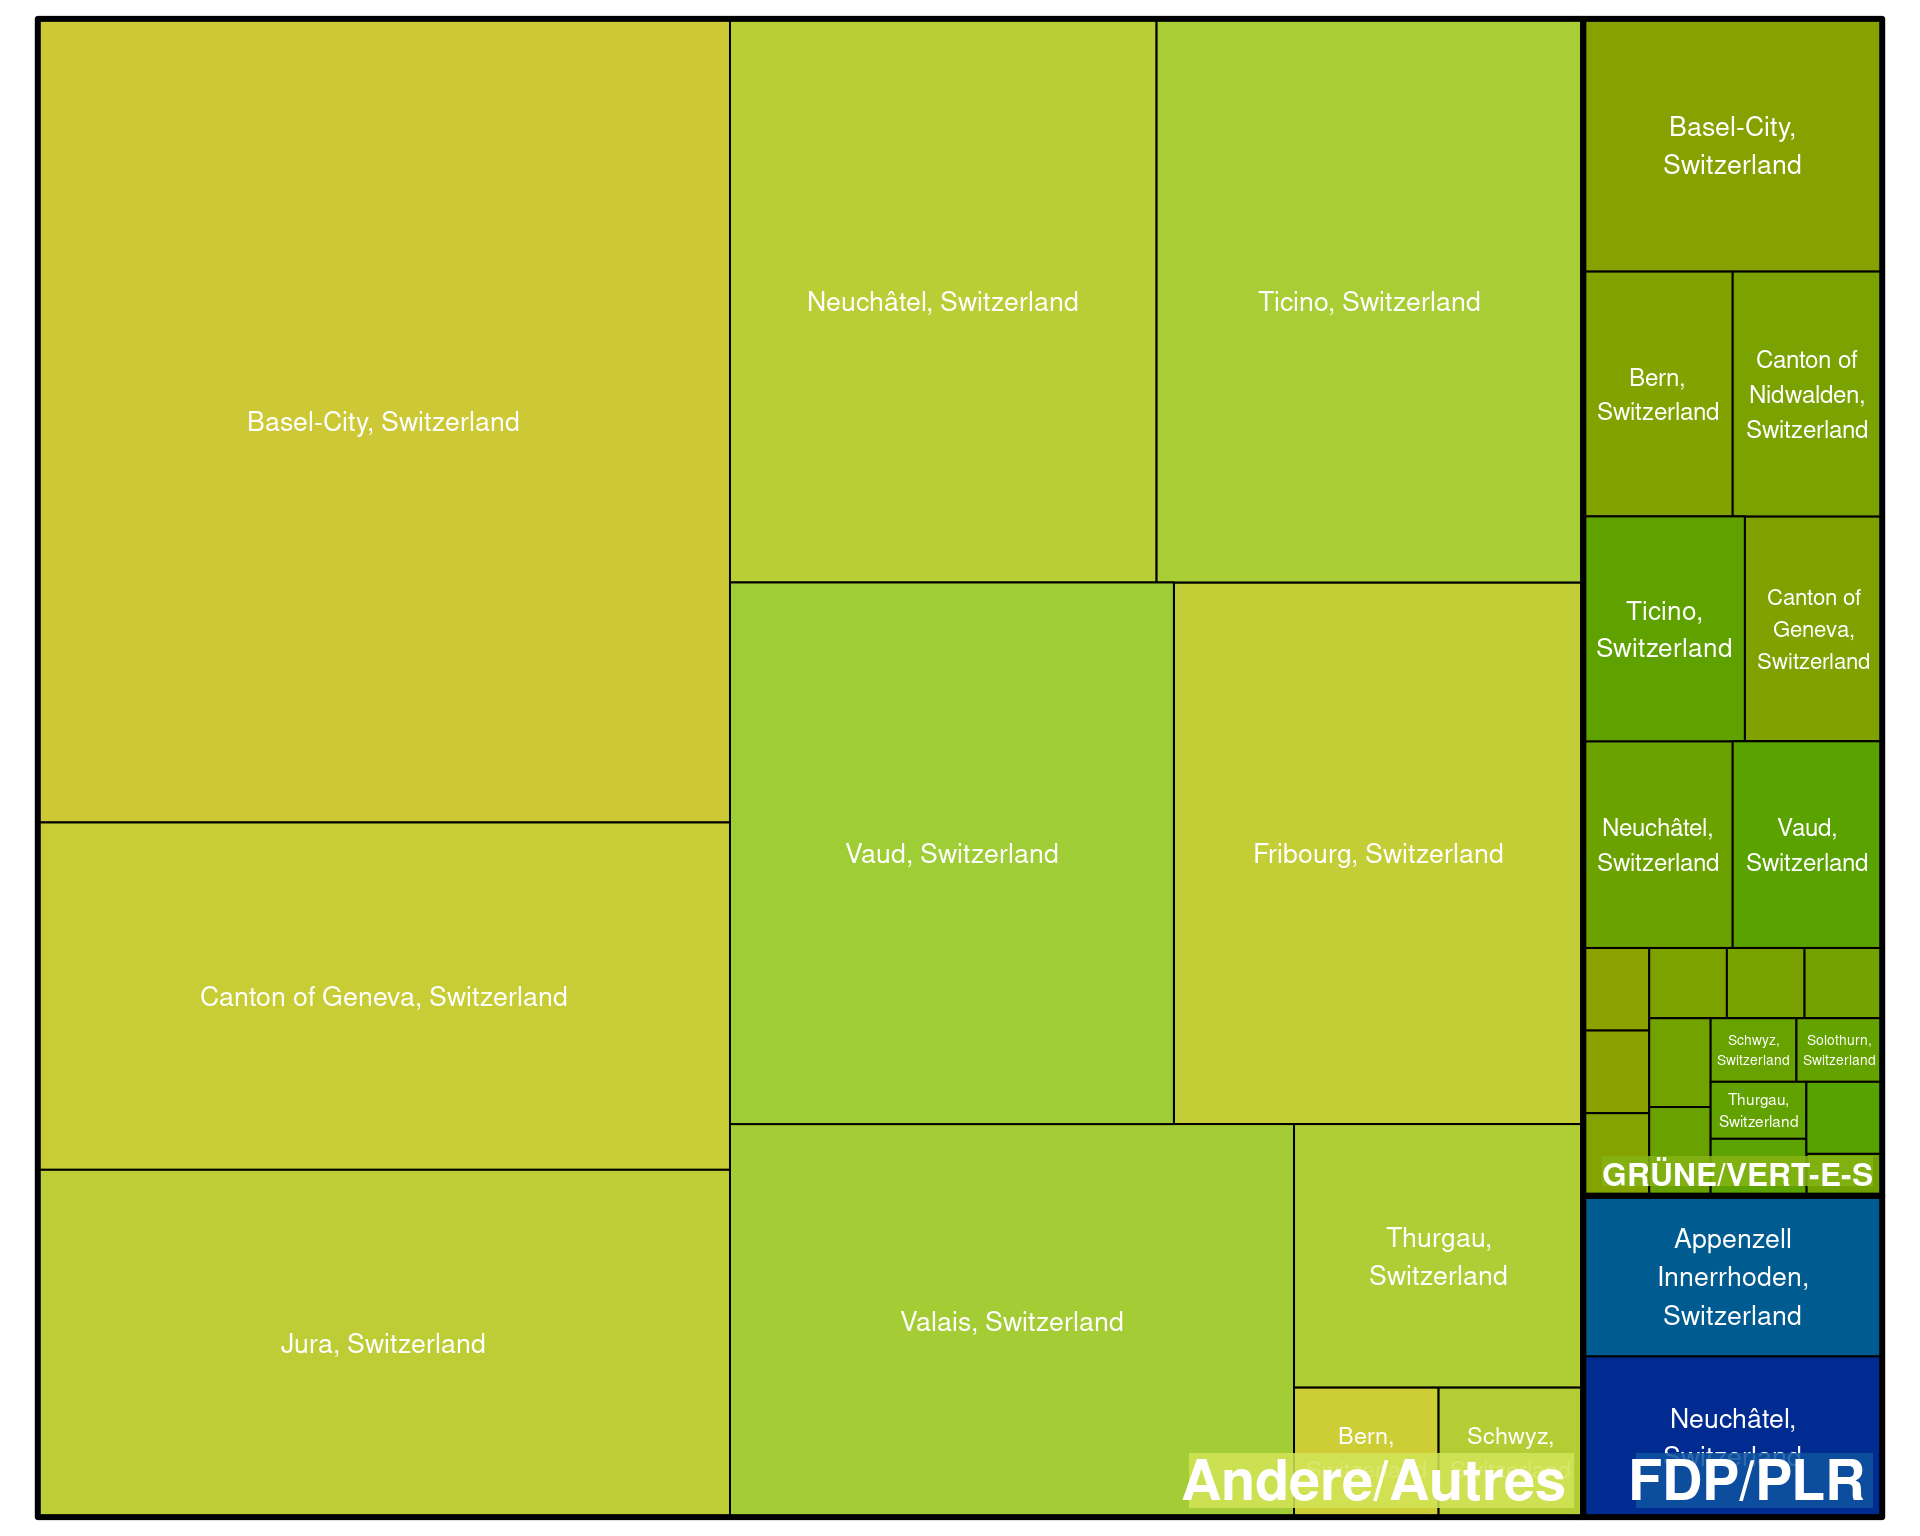 Basel-City, Switzerland
Canton of Geneva, Switzerland
Jura, Switzerland
Neuchâtel, Switzerland
Ticino, Switzerland
Vaud, Switzerland
Fribourg, Switzerland
Valais, Switzerland
Thurgau,
Switzerland
Bern,
Schwyz,
Andere/Autres
Basel-City,
Switzerland
Bern,
Switzerland
Canton of
Nidwalden,
Switzerland
Ticino,
Switzerland
Canton of
Geneva,
Switzerland
Neuchâtel,
Switzerland
Vaud,
Switzerland
Schwyz,
Switzerland
Solothurn,
Switzerland
Thurgau,
Switzerland
GRÜNE/VERT-E-S
Appenzell
Innerrhoden,
Switzerland
Neuchâtel,
Switzerland
FDP/PLR